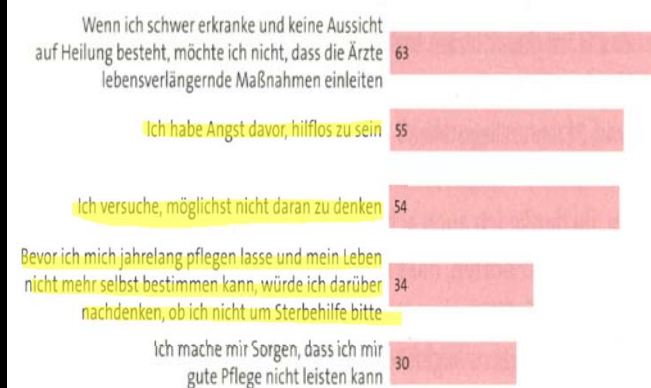 Wenn ich schwer erkranke und keine Aussicht
auf Heilung besteht, möchte ich nicht, dass die Ärzte
lebensverlängernde Maßnahmen einleiten
63
Ich habe Angst davor, hilflos zu sein
55
Ich versuche, möglichst nicht daran zu denken
54
Bevor ich mich jahrelang pflegen lasse und mein Leben
nicht mehr selbst bestimmen kann, würde ich darüber
nachdenken, ob ich nicht um Sterbehilfe bitte
34
Ich mache mir Sorgen, dass ich mir
gute Pflege nicht leisten kann
30